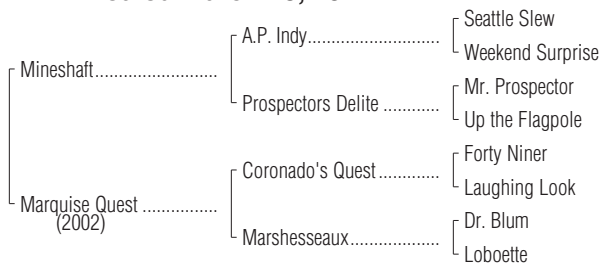 A.P. Indy
Seattle Slew
Weekend Surprise
Mineshaft
Prospectors Delite
Mr. Prospector
Up the Flagpole
Coronado's Quest
Forty Niner
Laughing Look
Marquise Quest
(2002)
Marshesseaux
Dr. Blum
Loboette